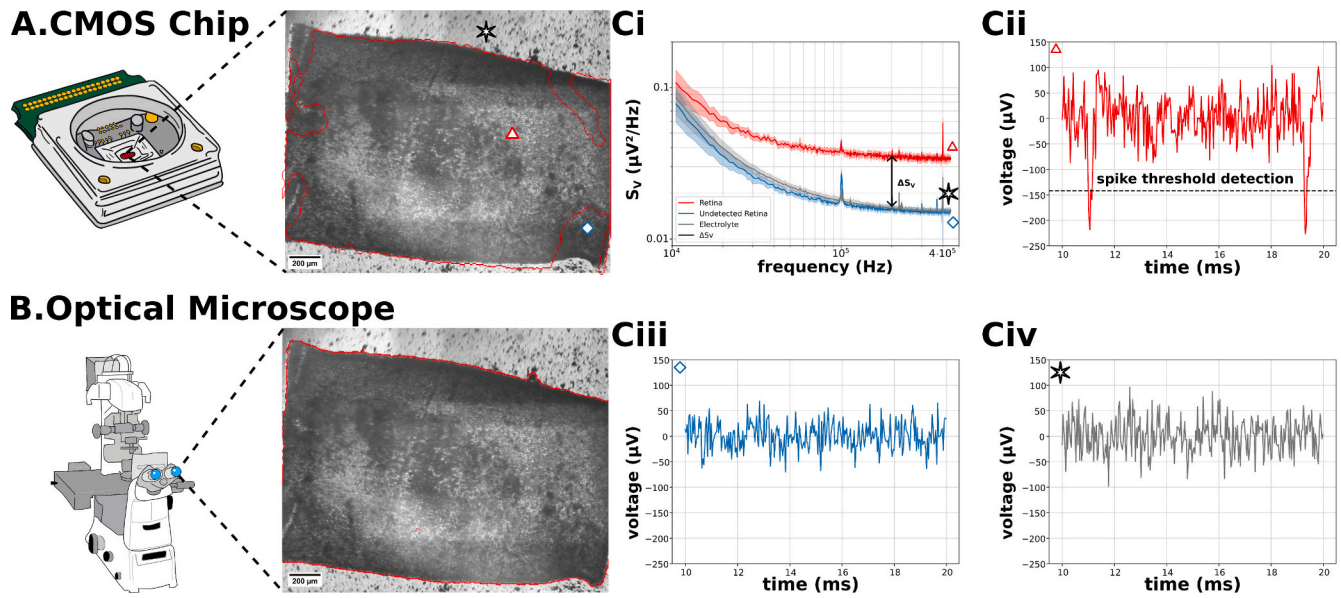 A.CMOS Chip
200 μm
B.Optical Microscope
200 μm
Ci
Sᵥ (μV²/Hz)
0.1
0.01
Retina
Undetected Retina
Electrolyte
ΔSv
ΔSᵥ
10⁴
10⁵
4·10⁵
frequency (Hz)
Cii
voltage (μV)
150
100
50
0
−50
−100
−150
−200
−250
spike threshold detection
10 12 14 16 18 20
time (ms)
Ciii
voltage (μV)
150
100
50
0
−50
−100
−150
−200
−250
10 12 14 16 18 20
time (ms)
Civ
voltage (μV)
150
100
50
0
−50
−100
−150
−200
−250
10 12 14 16 18 20
time (ms)